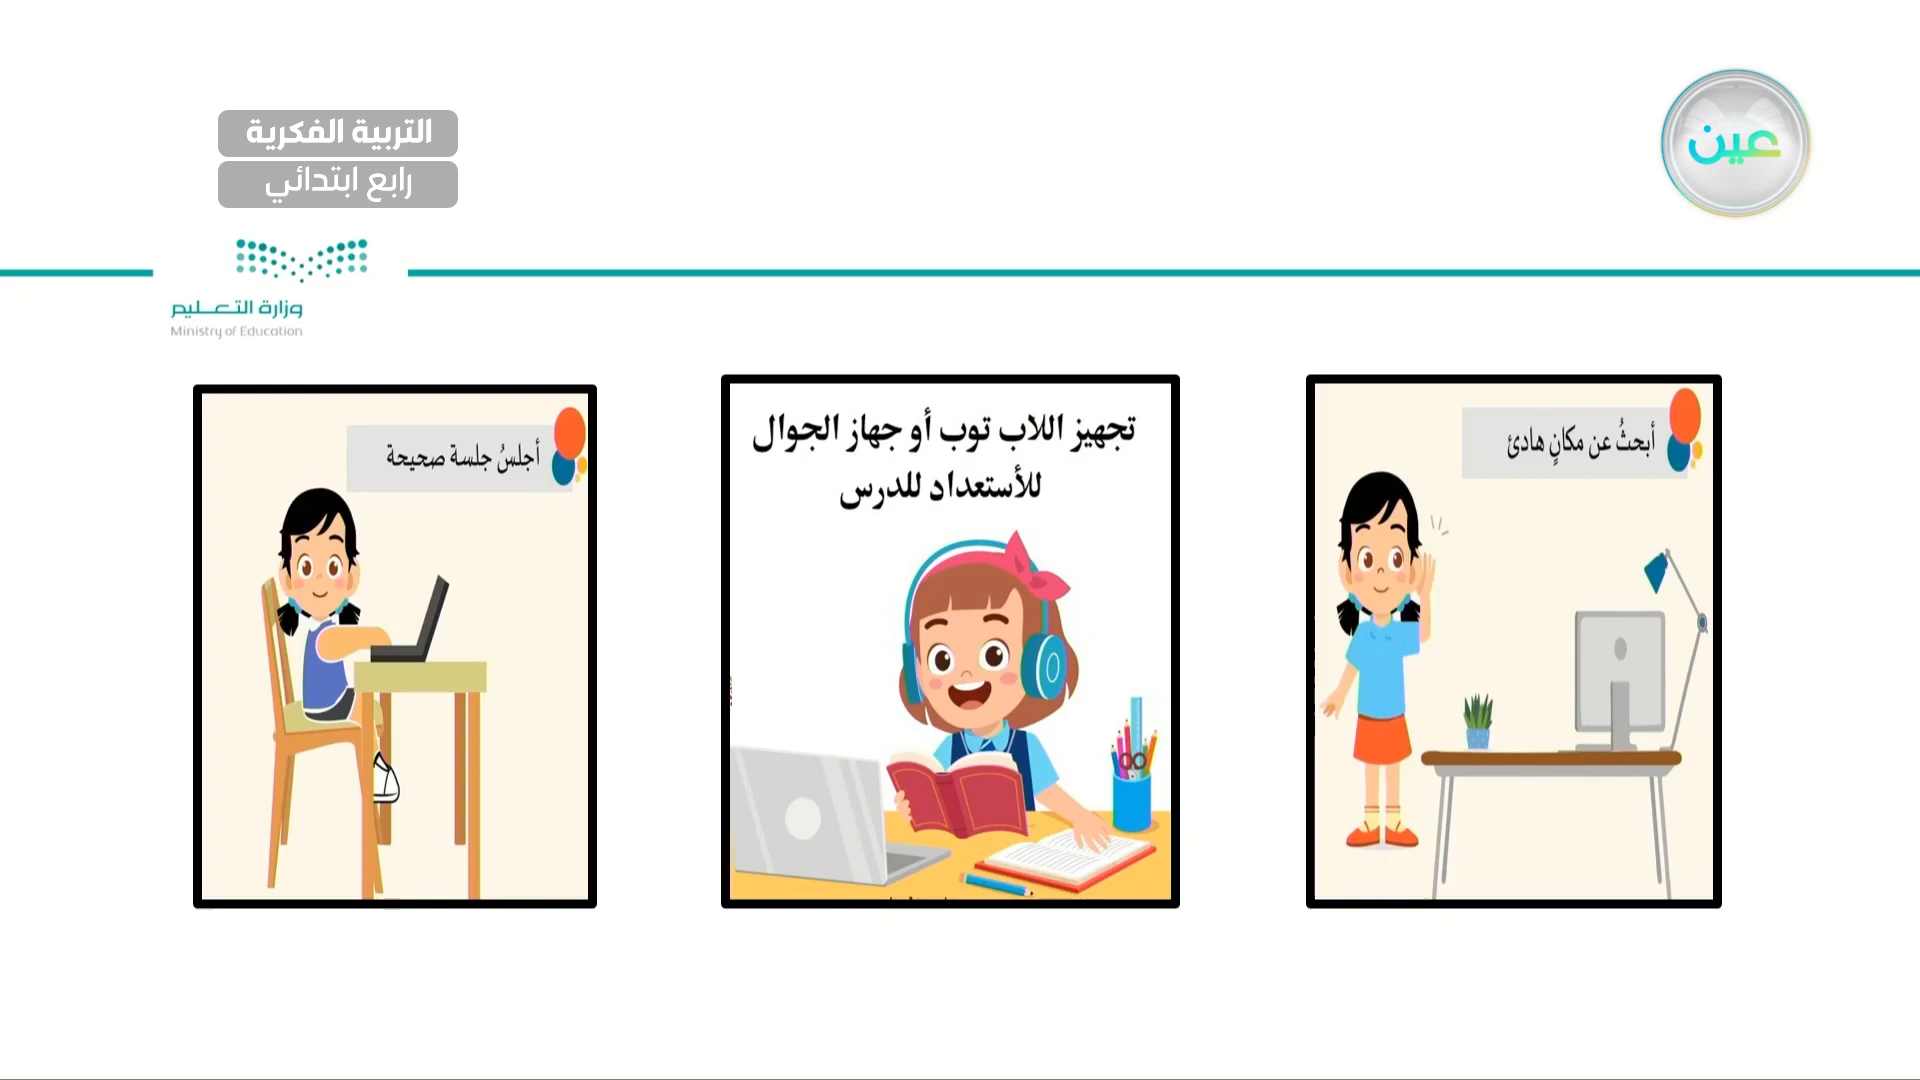 التربية الفكرية
رابع ابتدائي
عين
وزارة التعليم
Ministry of Education
أبحثُ عن مكانٍ هادئ
تجهيز اللاب توب أو جهاز الجوال
للأستعداد للدرس
أجلسُ جلسة صحيحة